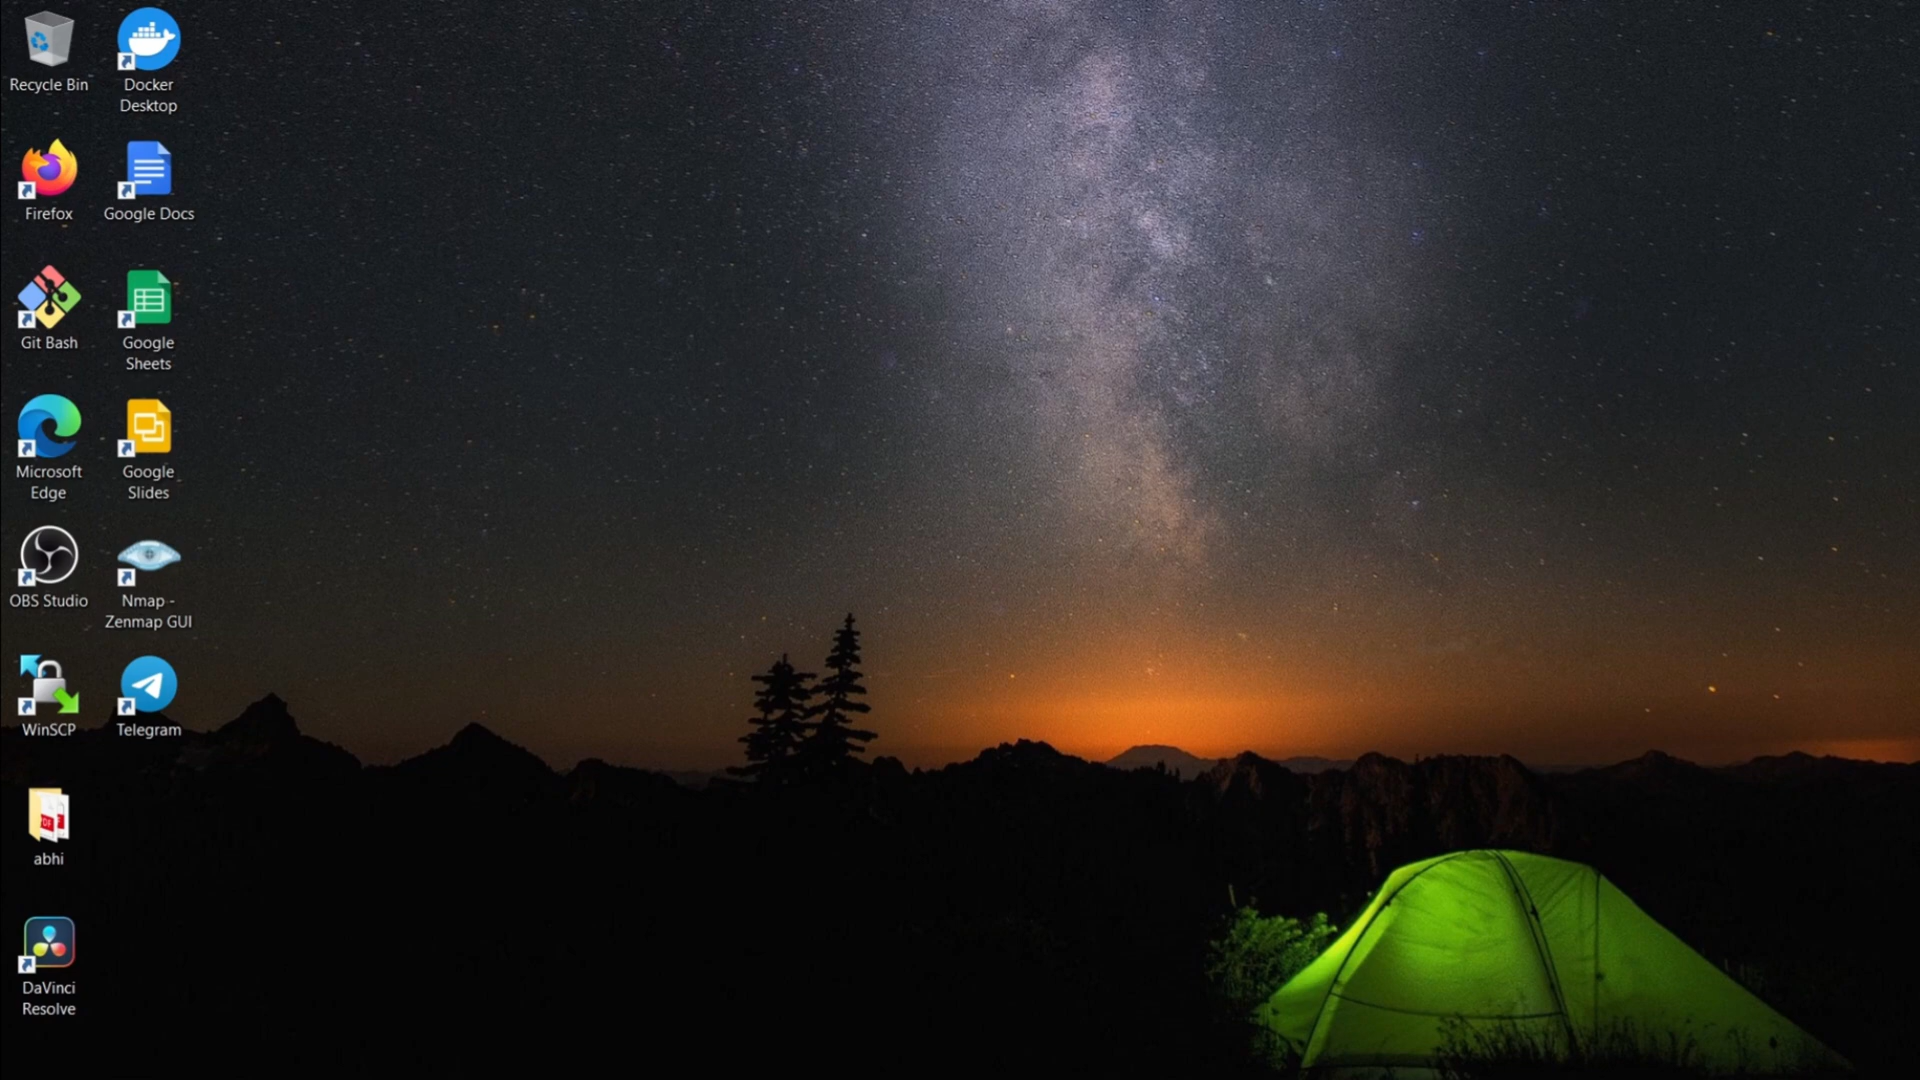 Recycle Bin
Docker
Desktop
Firefox
Google Docs
Git Bash
Google
Sheets
Microsoft
Edge
Google
Slides
OBS Studio
Nmap -
Zenmap GUI
WinSCP
Telegram
abhi
DaVinci
Resolve